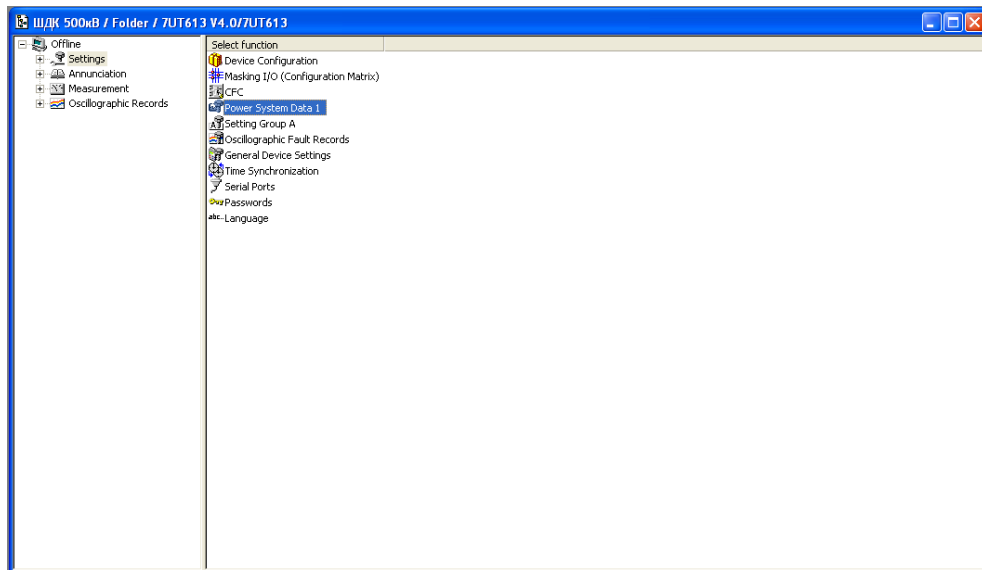 ШДК 500кВ / Folder / 7UT613 V4.0/7UT613
Offline
Settings
Annunciation
Measurement
Oscillographic Records
Select function
Device Configuration
Masking I/O (Configuration Matrix)
CFC
Power System Data 1
Setting Group A
Oscillographic Fault Records
General Device Settings
Time Synchronization
Serial Ports
Passwords
abc Language